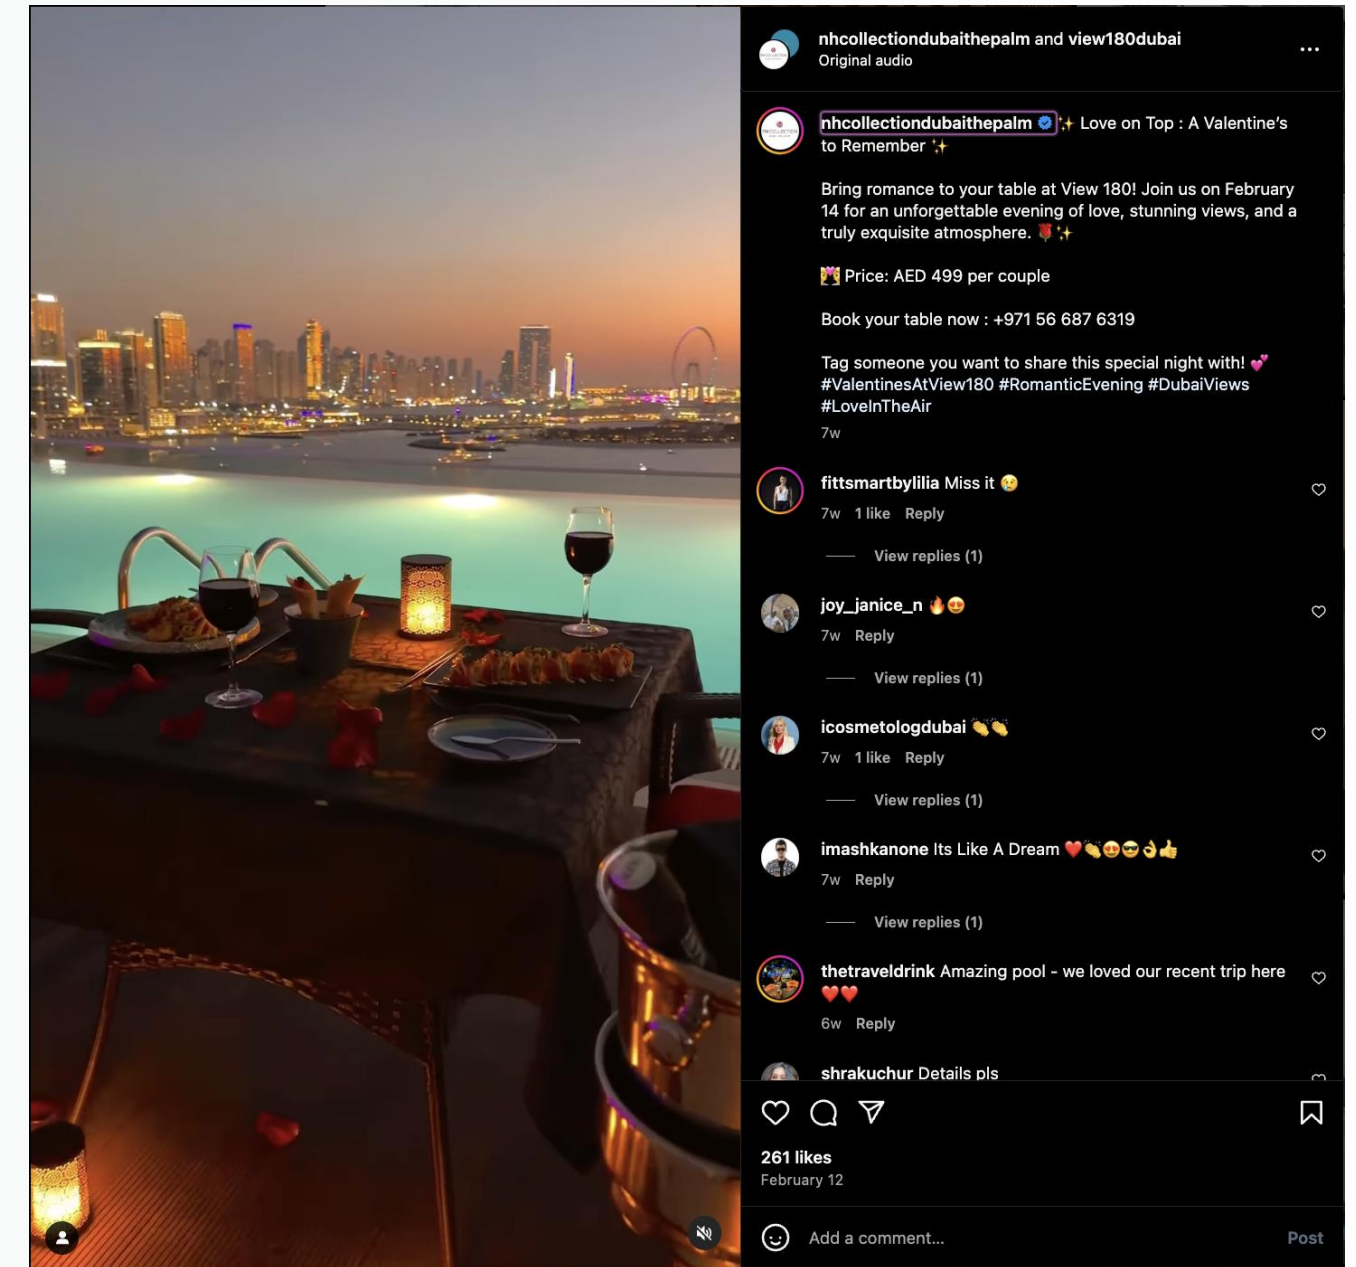 nhcollectiondubaithepalm and view180dubai
Original audio
nhcollectiondubaithepalm ✨ Love on Top : A Valentine's
to Remember ✨
Bring romance to your table at View 180! Join us on February
14 for an unforgettable evening of love, stunning views, and a
truly exquisite atmosphere. 🌹✨
💏 Price: AED 499 per couple
Book your table now : +971 56 687 6319
Tag someone you want to share this special night with! 💕
#ValentinesAtView180 #RomanticEvening #DubaiViews
#LoveInTheAir
7w
fittsmartbylilia Miss it 😢
7w 1 like Reply
View replies (1)
joy_janice_n 🔥😍
7w Reply
View replies (1)
icosmetologdubai 👏👏
7w 1 like Reply
View replies (1)
imashkanone Its Like A Dream ❤️👏😍😎👌👍
7w Reply
View replies (1)
thetraveldrink Amazing pool - we loved our recent trip here
❤️❤️
6w Reply
shrakuchur Details pls
261 likes
February 12
Add a comment...
Post